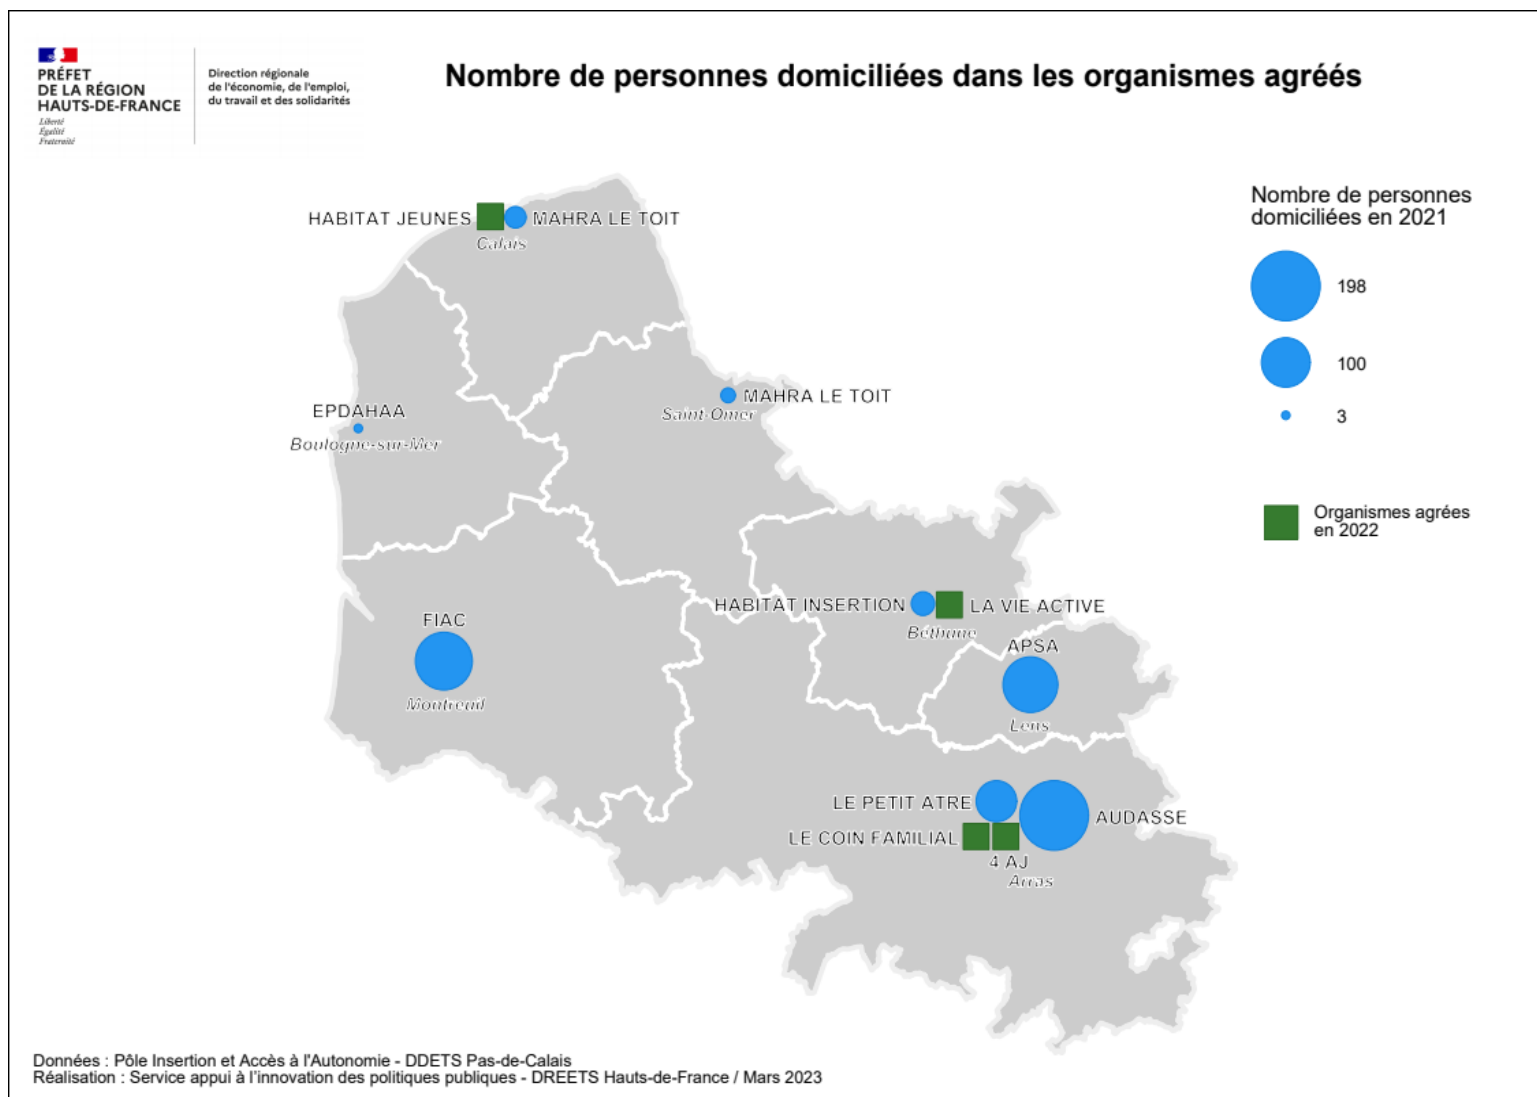 PRÉFET
DE LA RÉGION
HAUTS-DE-FRANCE
Liberté
Égalité
Fraternité
Direction régionale
de l'économie, de l'emploi,
du travail et des solidarités
Nombre de personnes domiciliées dans les organismes agréés
Nombre de personnes
domiciliées en 2021
198
100
3
Organismes agrées
en 2022
HABITAT JEUNES
MAHRA LE TOIT
Calais
MAHRA LE TOIT
Saint-Omer
EPDAHAA
Boulogne-sur-Mer
HABITAT INSERTION
LA VIE ACTIVE
Béthune
FIAC
Montreuil
APSA
Lens
LE PETIT ATRE
AUDASSE
LE COIN FAMILIAL
4 AJ
Arras
Données : Pôle Insertion et Accès à l'Autonomie - DDETS Pas-de-Calais
Réalisation : Service appui à l'innovation des politiques publiques - DREETS Hauts-de-France / Mars 2023